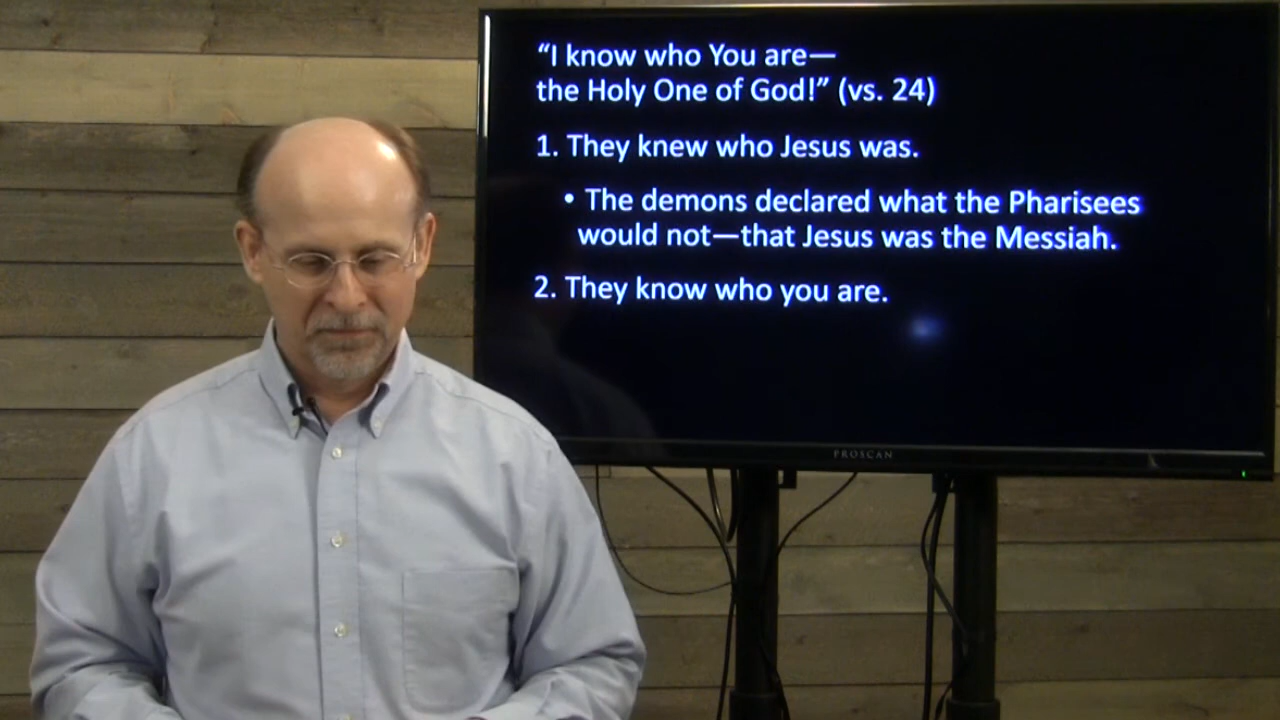 “I know who You are—
the Holy One of God!” (vs. 24)
1. They knew who Jesus was.
• The demons declared what the Pharisees
would not—that Jesus was the Messiah.
2. They know who you are.
PROSCAN